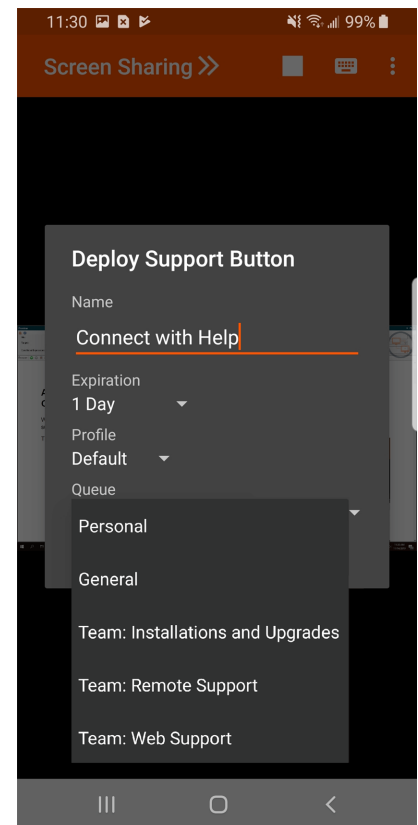 11:30 99%
Screen Sharing
Deploy Support Button
Name
Connect with Help
Expiration
1 Day
Profile
Default
Queue
Personal
General
Team: Installations and Upgrades
Team: Remote Support
Team: Web Support